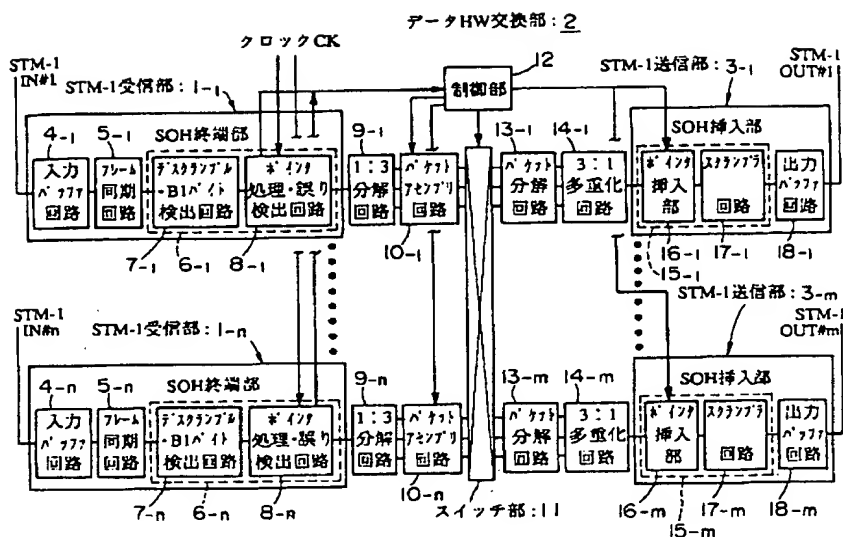 データHW交換部:2
クロックCK
12
制御部
STM-1
IN#1
STM-1受信部:1-1
STM-1送信部:3-1
STM-1
OUT#1
4-1
5-1
SOH終端部
入力
バッファ
回路
フレーム
同期
回路
デスクランブル
・B1バイト
検出回路
ポインタ
処理・誤り
検出回路
7-1
6-1
8-1
9-1
1:3
分解
回路
パケット
アセンブリ
回路
10-1
13-1
パケット
分解
回路
14-1
3:1
多重化
回路
SOH挿入部
ポインタ
挿入
部
スクランブラ
回路
出力
バッファ
回路
16-1
15-1
17-1
18-1
STM-1
IN#n
STM-1受信部:1-n
STM-1送信部:3-m
STM-1
OUT#m
4-n
5-n
SOH終端部
入力
バッファ
回路
フレーム
同期
回路
デスクランブル
・B1バイト
検出回路
ポインタ
処理・誤り
検出回路
7-n
6-n
8-n
9-n
1:3
分解
回路
パケット
アセンブリ
回路
10-n
スイッチ部:11
13-m
パケット
分解
回路
14-m
3:1
多重化
回路
SOH挿入部
ポインタ
挿入
部
スクランブラ
回路
出力
バッファ
回路
16-m
15-m
17-m
18-m